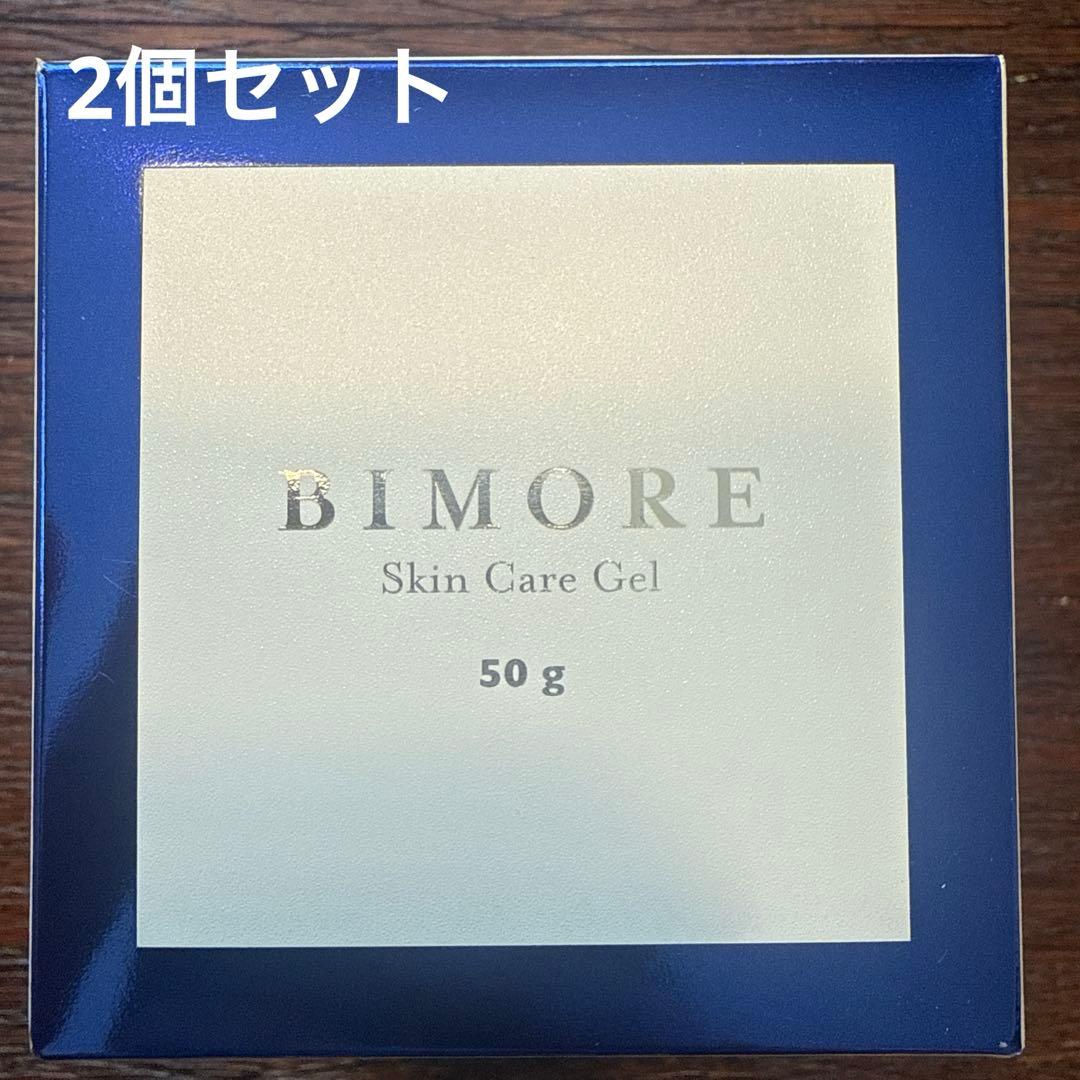 2個セット
BIMORE
Skin Care Gel
50 g